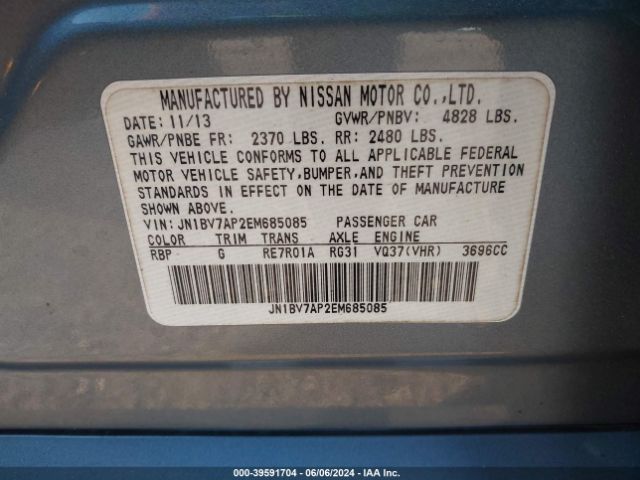 MANUFACTURED BY NISSAN MOTOR CO.,LTD.
DATE: 11/13 GVWR/PNBV: 4828 LBS.
GAWR/PNBE FR: 2370 LBS. RR: 2480 LBS.
THIS VEHICLE CONFORMS TO ALL APPLICABLE FEDERAL
MOTOR VEHICLE SAFETY,BUMPER,AND THEFT PREVENTION
STANDARDS IN EFFECT ON THE DATE OF MANUFACTURE
SHOWN ABOVE.
VIN:JN1BV7AP2EM685085 PASSENGER CAR
COLOR TRIM TRANS AXLE ENGINE
RBP G RE7R01A RG31 VQ37(VHR) 3696CC
JN1BV7AP2EM685085
000-39591704 - 06/06/2024 - IAA Inc.